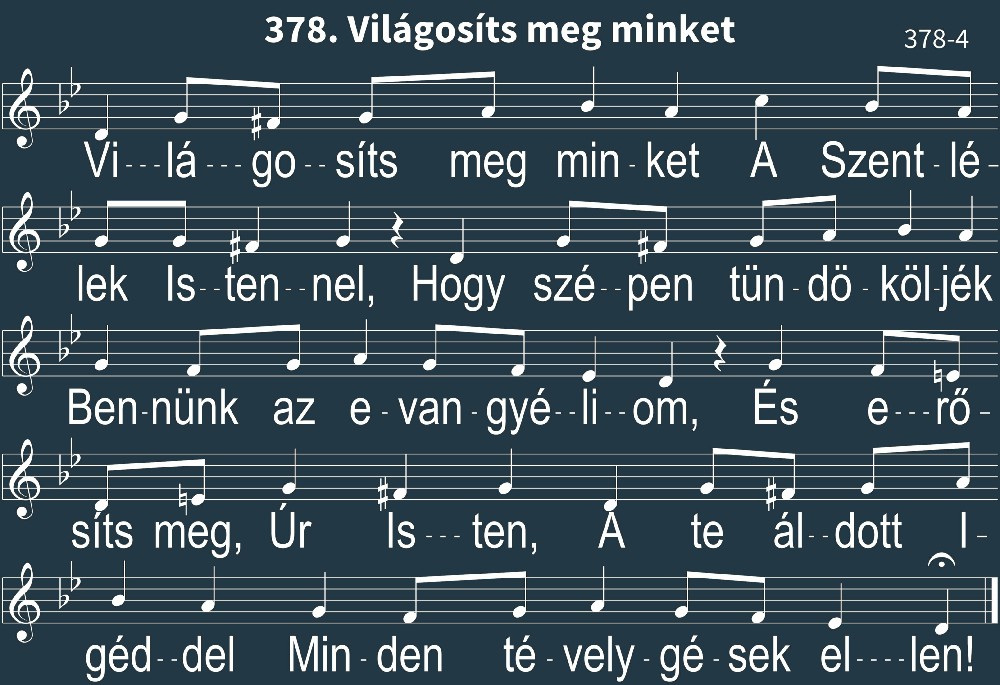 378. Világosíts meg minket
378-4
Vi---lá---go--síts meg min-ket A Szent-lé-
lek Is--ten--nel, Hogy szé--pen tün-dö-köl-jék
Ben-nünk az e-van-gyé--li--om, És e---rő-
síts meg, Úr Is---ten, A te ál--dott I-
géd--del Min-den té-vely-gé-sek el----len!